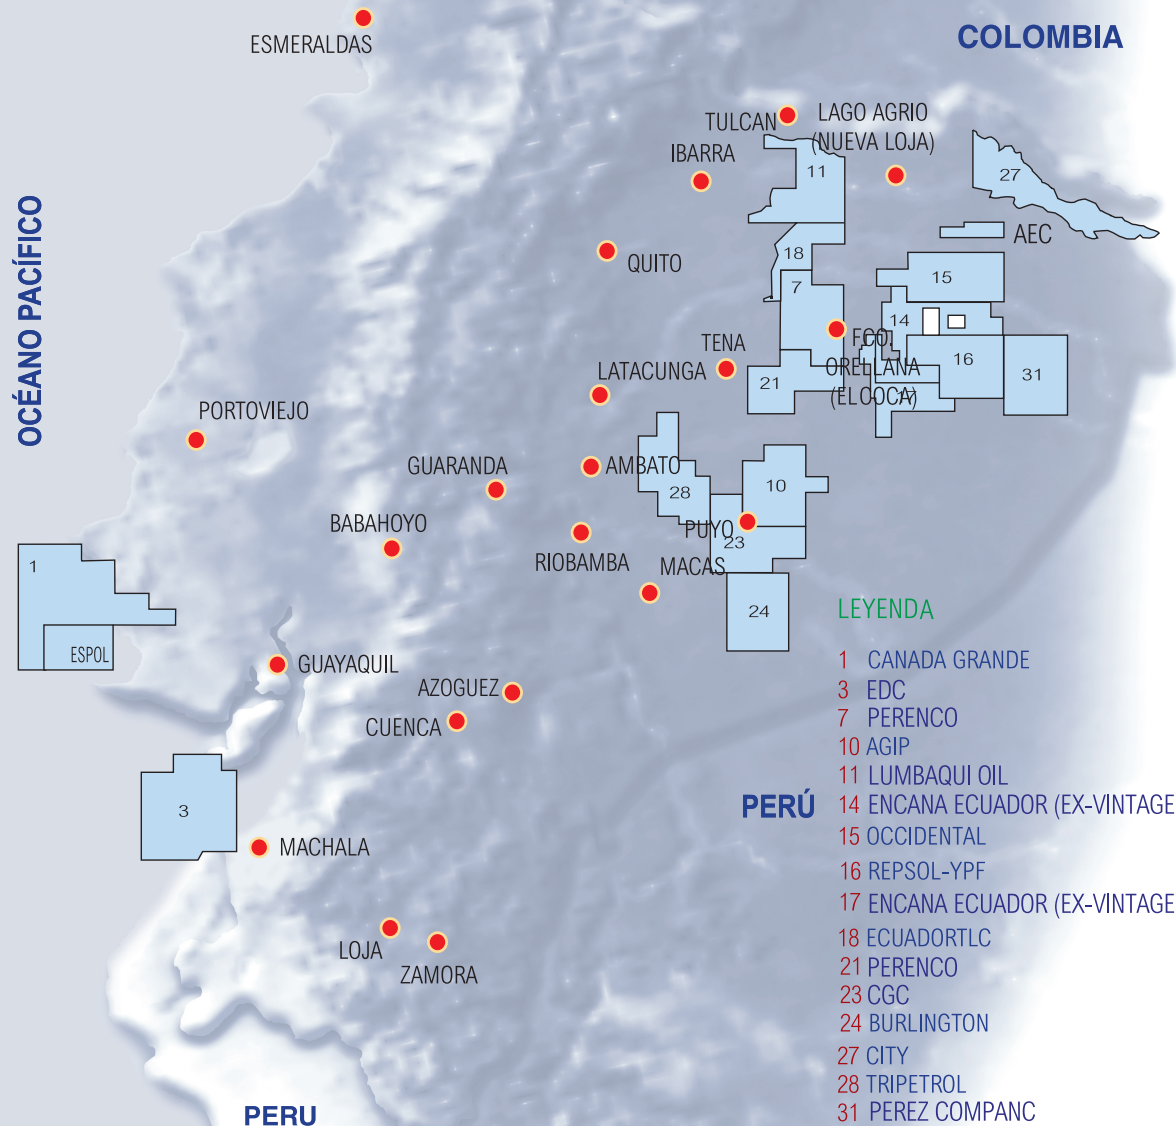 ESMERALDAS
COLOMBIA
TULCAN
LAGO AGRIO
(NUEVA LOJA)
IBARRA
11
27
OCÉANO PACÍFICO
AEC
QUITO
18
15
7
14
TENA
FCO.
ORELLANA
(EL COCA)
16
31
LATACUNGA
21
17
PORTOVIEJO
GUARANDA
AMBATO
28
10
BABAHOYO
PUYO
23
RIOBAMBA
MACAS
1
24
ESPOL
GUAYAQUIL
AZOGUEZ
CUENCA
3
MACHALA
LOJA
ZAMORA
PERÚ
PERU
LEYENDA
1 CANADA GRANDE
3 EDC
7 PERENCO
10 AGIP
11 LUMBAQUI OIL
14 ENCANA ECUADOR (EX-VINTAGE
15 OCCIDENTAL
16 REPSOL-YPF
17 ENCANA ECUADOR (EX-VINTAGE
18 ECUADORTLC
21 PERENCO
23 CGC
24 BURLINGTON
27 CITY
28 TRIPETROL
31 PEREZ COMPANC